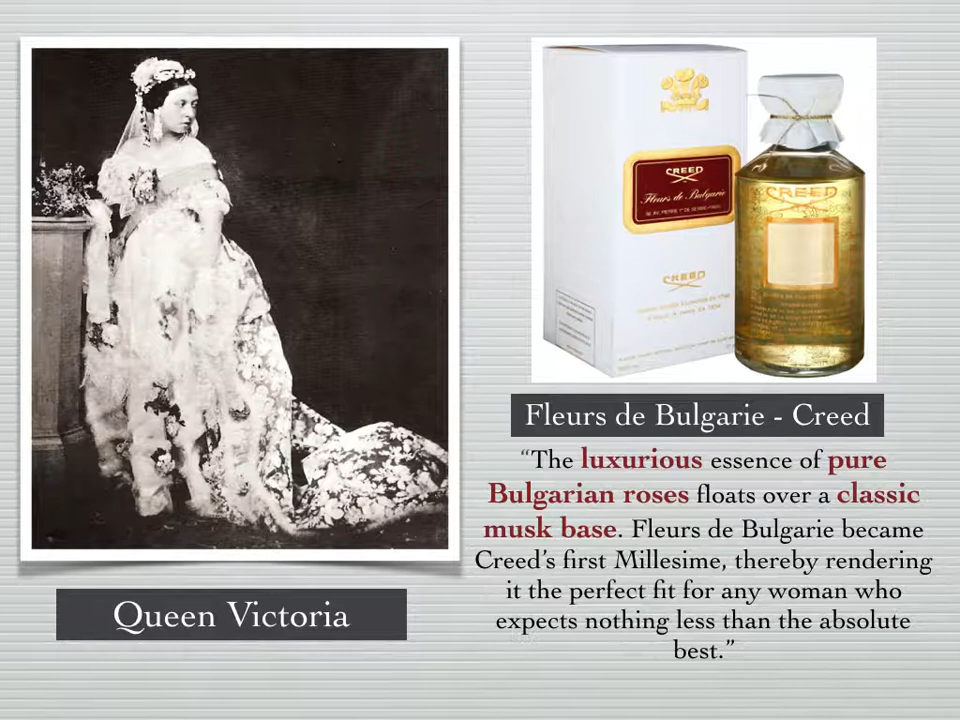 CREED
Fleurs de Bulgarie
CREED
CREED
Fleurs de Bulgarie - Creed
“The luxurious essence of pure
Bulgarian roses floats over a classic
musk base. Fleurs de Bulgarie became
Creed’s first Millesime, thereby rendering
it the perfect fit for any woman who
expects nothing less than the absolute
best.”
Queen Victoria